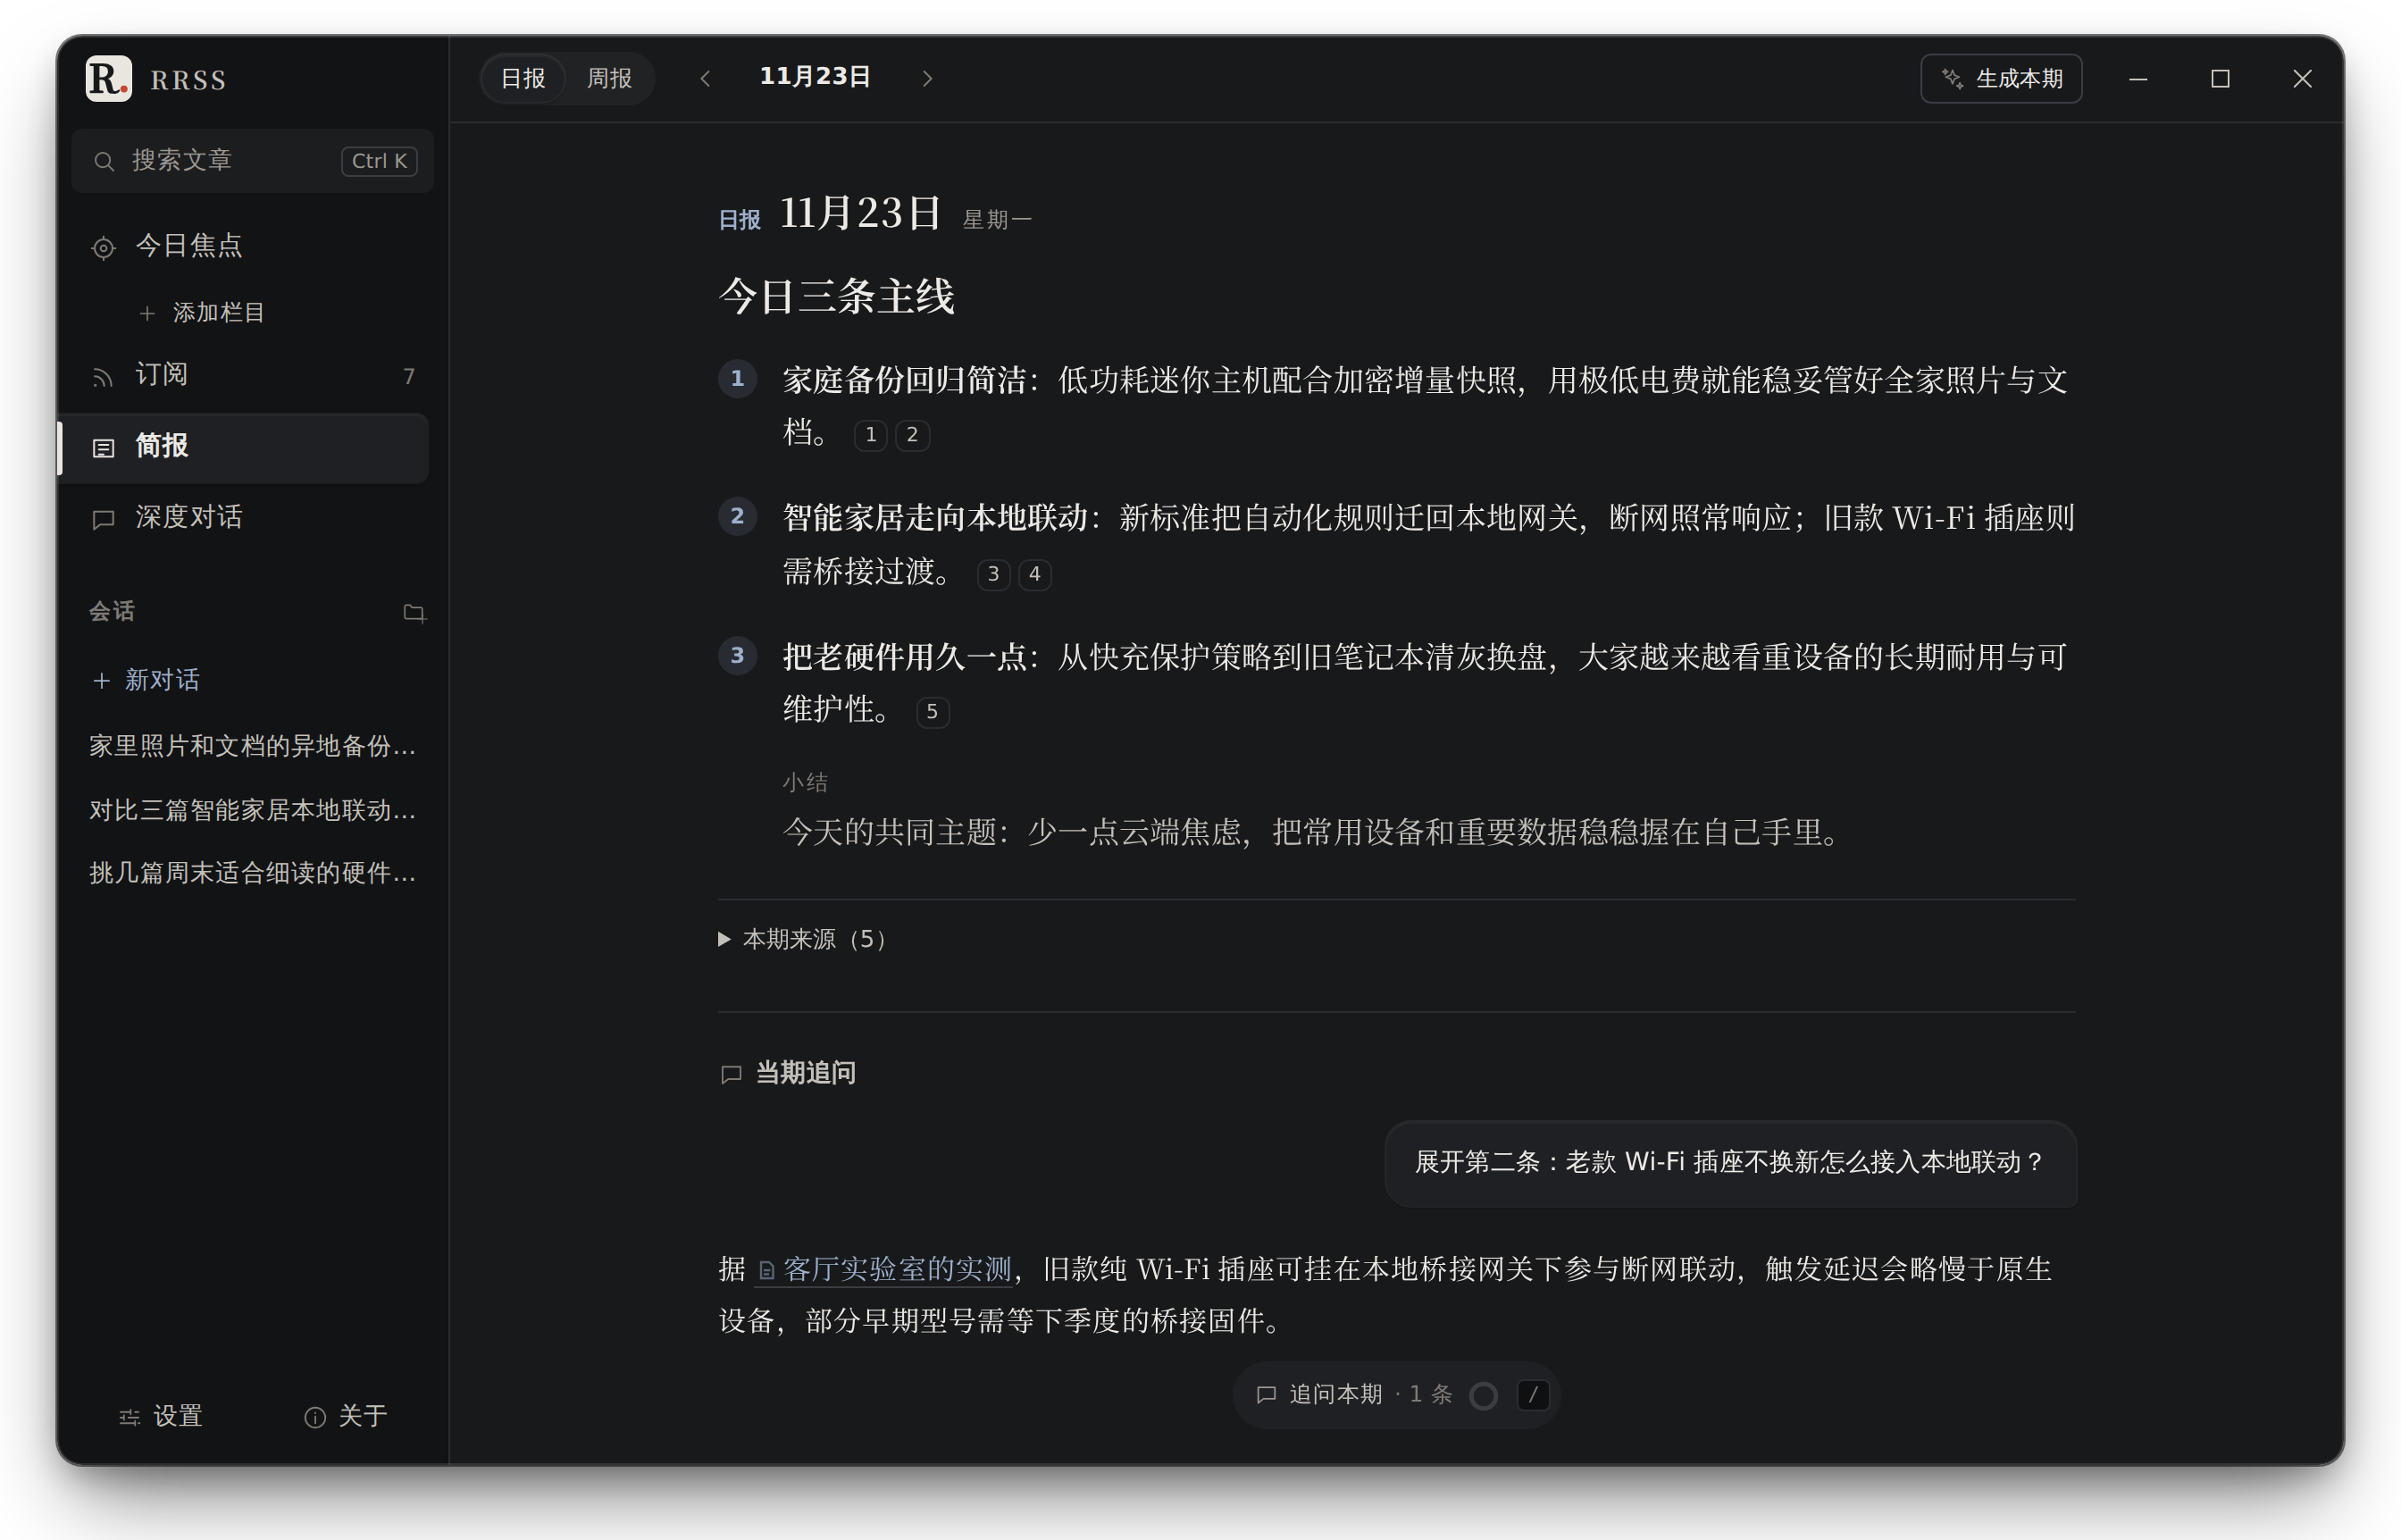 R. RRSS
搜索文章 Ctrl K
今日焦点
添加栏目
订阅 7
简报
深度对话
会话
新对话
家里照片和文档的异地备份…
对比三篇智能家居本地联动…
挑几篇周末适合细读的硬件…
设置 关于
日报 周报 11月23日 生成本期
日报 11月23日 星期一
今日三条主线
1 家庭备份回归简洁：低功耗迷你主机配合加密增量快照，用极低电费就能稳妥管好全家照片与文
档。 1 2
2 智能家居走向本地联动：新标准把自动化规则迁回本地网关，断网照常响应；旧款 Wi-Fi 插座则
需桥接过渡。 3 4
3 把老硬件用久一点：从快充保护策略到旧笔记本清灰换盘，大家越来越看重设备的长期耐用与可
维护性。 5
小结
今天的共同主题：少一点云端焦虑，把常用设备和重要数据稳稳握在自己手里。
本期来源（5）
当期追问
展开第二条：老款 Wi-Fi 插座不换新怎么接入本地联动？
据 客厅实验室的实测，旧款纯 Wi-Fi 插座可挂在本地桥接网关下参与断网联动，触发延迟会略慢于原生
设备，部分早期型号需等下季度的桥接固件。
追问本期 · 1 条 /